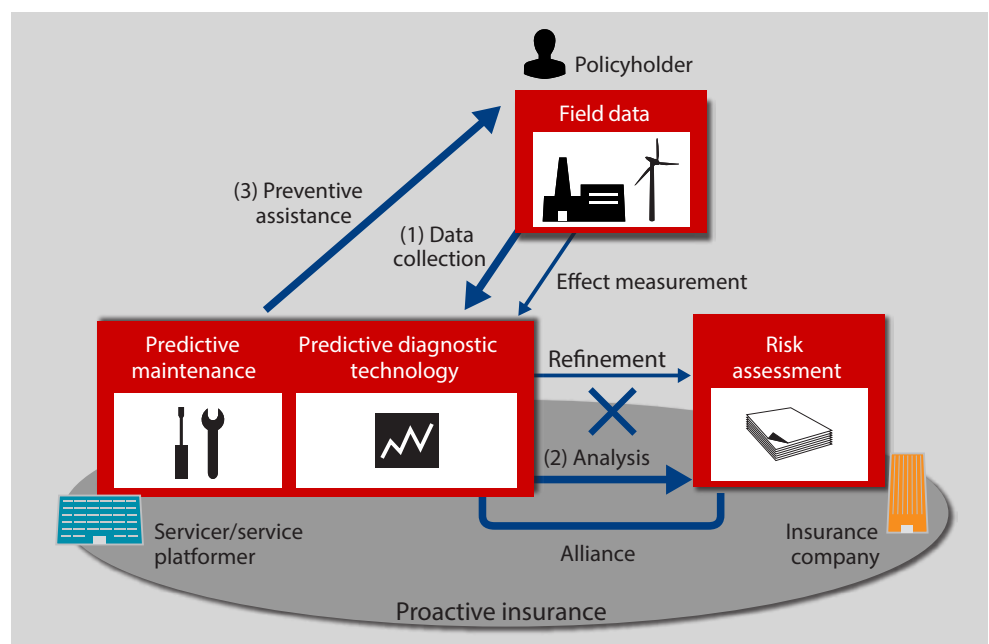 Policyholder
Field data
(3) Preventive
assistance
(1) Data
collection
Effect measurement
Predictive
maintenance
Predictive diagnostic
technology
Refinement
Risk
assessment
(2) Analysis
Servicer/service
platformer
Alliance
Insurance
company
Proactive insurance